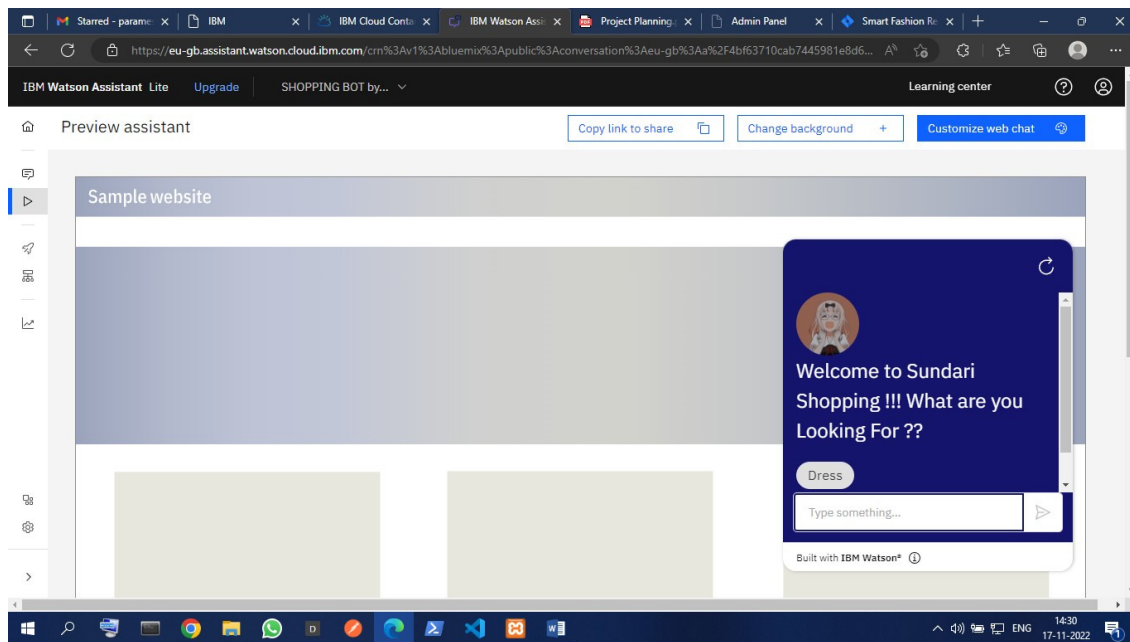 Starred - parame
IBM
IBM Cloud Conta
IBM Watson Assis
Project Planning.
Admin Panel
Smart Fashion Re
https://eu-gb.assistant.watson.cloud.ibm.com/crn%3Av1%3Abluemix%3Apublic%3Aconversation%3Aeu-gb%3Aa%2F4bf63710cab7445981e8d6...
IBM Watson Assistant Lite
Upgrade
SHOPPING BOT by...
Learning center
Preview assistant
Copy link to share
Change background +
Customize web chat
Sample website
Welcome to Sundari
Shopping !!! What are you
Looking For ??
Dress
Type something...
Built with IBM Watson®
ENG
14:30
17-11-2022